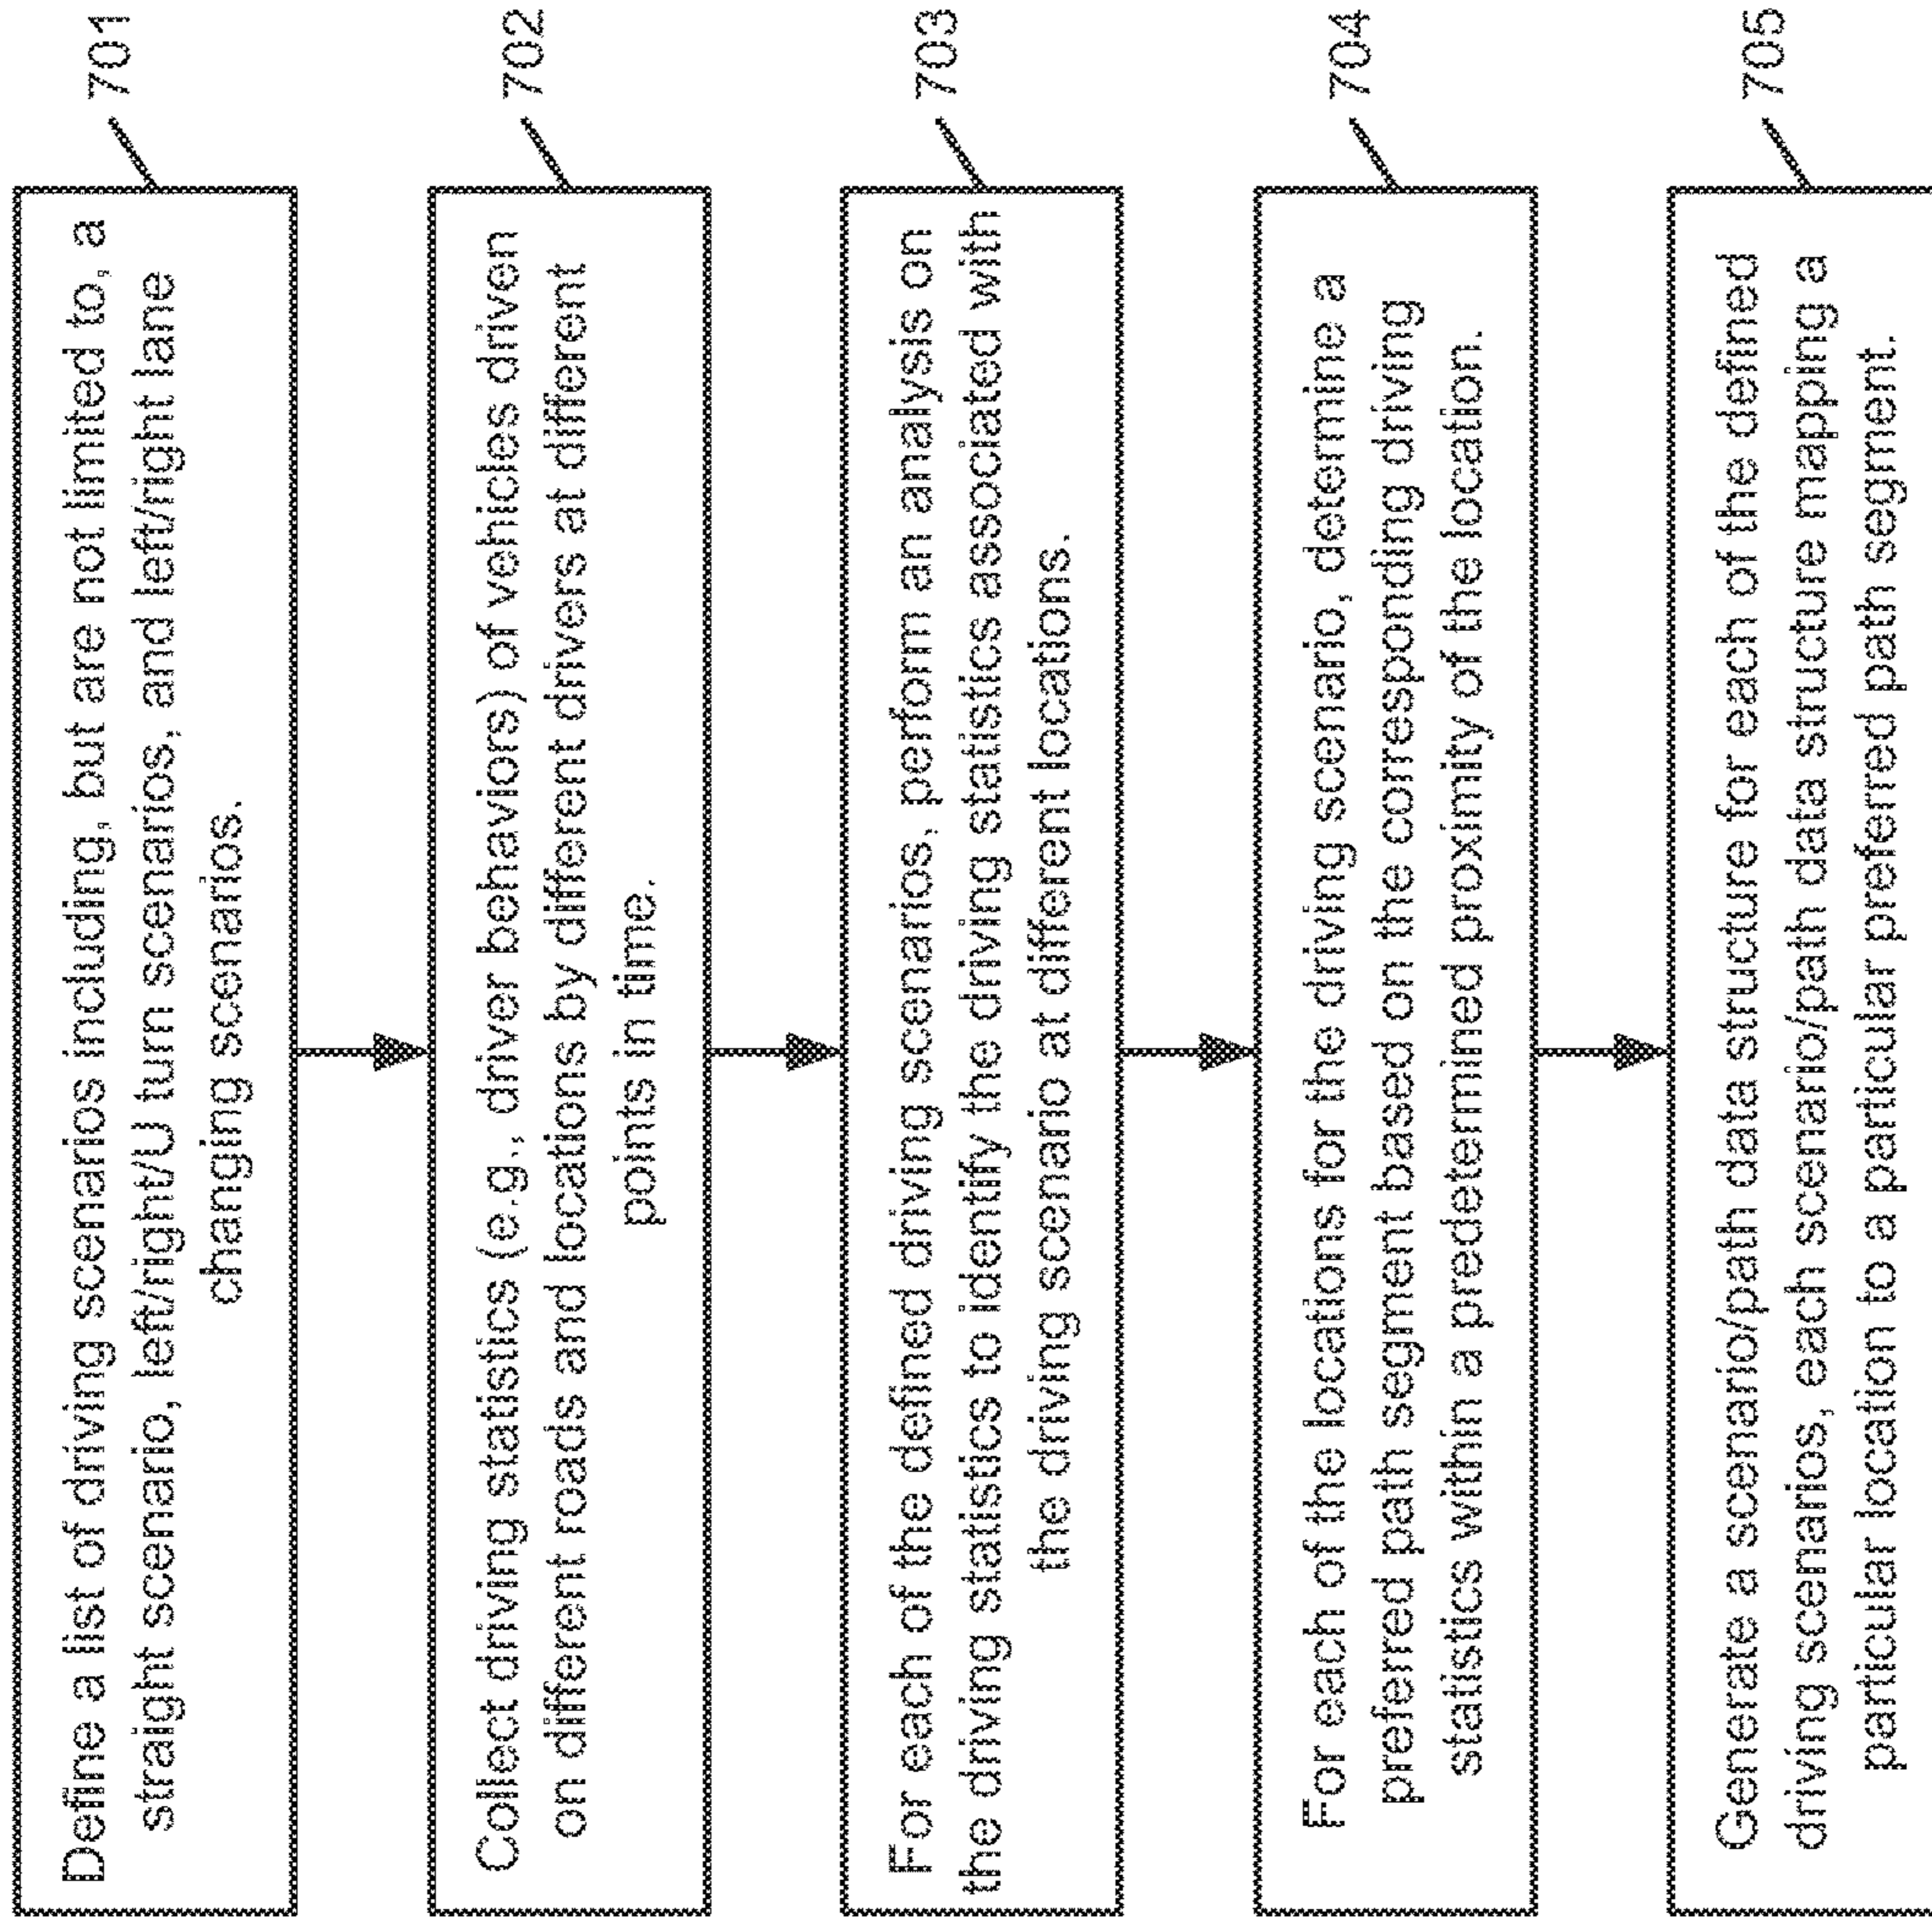 Define a list of driving scenarios including, but are not limited to, a
straight scenario, left/right/U turn scenarios, and left/right lane
changing scenarios.
701
Collect driving statistics (e.g., driver behaviors) of vehicles driven
on different roads and locations by different drivers at different
points in time.
702
For each of the defined driving scenarios, perform an analysis on
the driving statistics to identify the driving statistics associated with
the driving scenario at different locations.
703
For each of the locations for the driving scenario, determine a
preferred path segment based on the corresponding driving
statistics within a predetermined proximity of the location.
704
Generate a scenario/path data structure for each of the defined
driving scenarios, each scenario/path data structure mapping a
particular location to a particular preferred path segment.
705